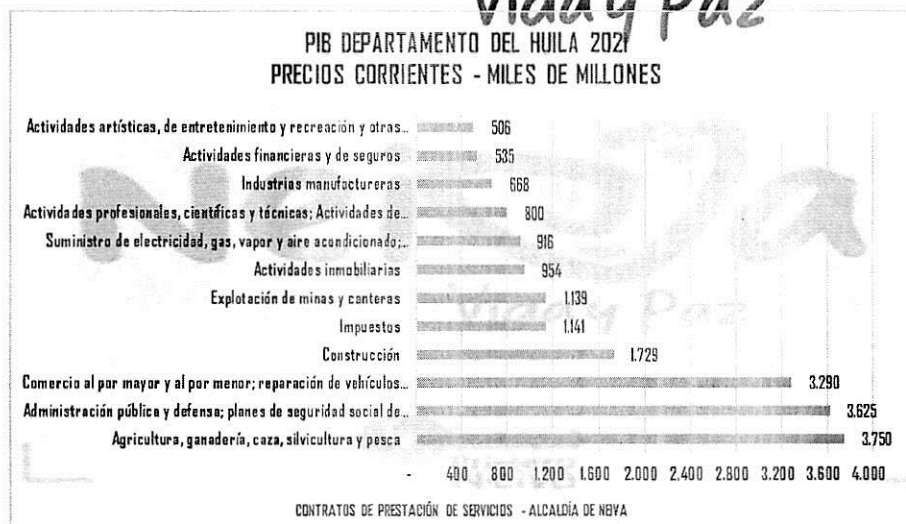 Vida y Paz
PIB DEPARTAMENTO DEL HUILA 2021
PRECIOS CORRIENTES - MILES DE MILLONES
Actividades artísticas, de entretenimiento y recreación y otras.. 506
Actividades financieras y de seguros 535
Industrias manufactureras 668
Actividades profesionales, científicas y técnicas; Actividades de.. 800
Suministro de electricidad, gas, vapor y aire acondicionado;.. 916
Actividades inmobiliarias 954
Explotación de minas y canteras 1.139
Impuestos 1.141
Construcción 1.729
Comercio al por mayor y al por menor; reparación de vehículos... 3.290
Administración pública y defensa; planes de seguridad social de.. 3.625
Agricultura, ganadería, caza, silvicultura y pesca 3.750
- 400 800 1.200 1.600 2.000 2.400 2.800 3.200 3.600 4.000
CONTRATOS DE PRESTACIÓN DE SERVICIOS - ALCALDÍA DE NEIVA
Neiva
Vida y Paz